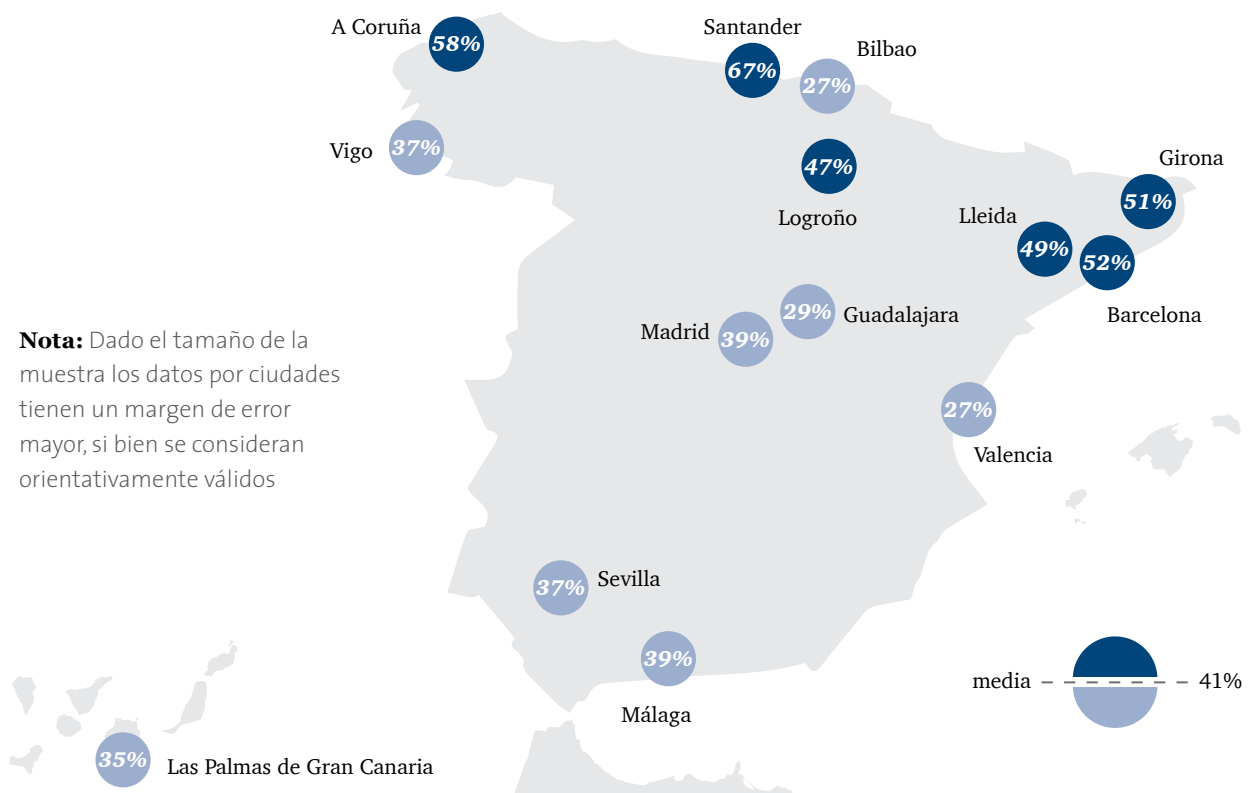 A Coruña
58%
Santander
67%
Bilbao
27%
Vigo
37%
47%
Logroño
Girona
51%
Lleida
49%
52%
Barcelona
29%
Guadalajara
Madrid
39%
Nota: Dado el tamaño de la
muestra los datos por ciudades
tienen un margen de error
mayor, si bien se consideran
orientativamente válidos
27%
Valencia
37%
Sevilla
39%
Málaga
media
41%
35%
Las Palmas de Gran Canaria